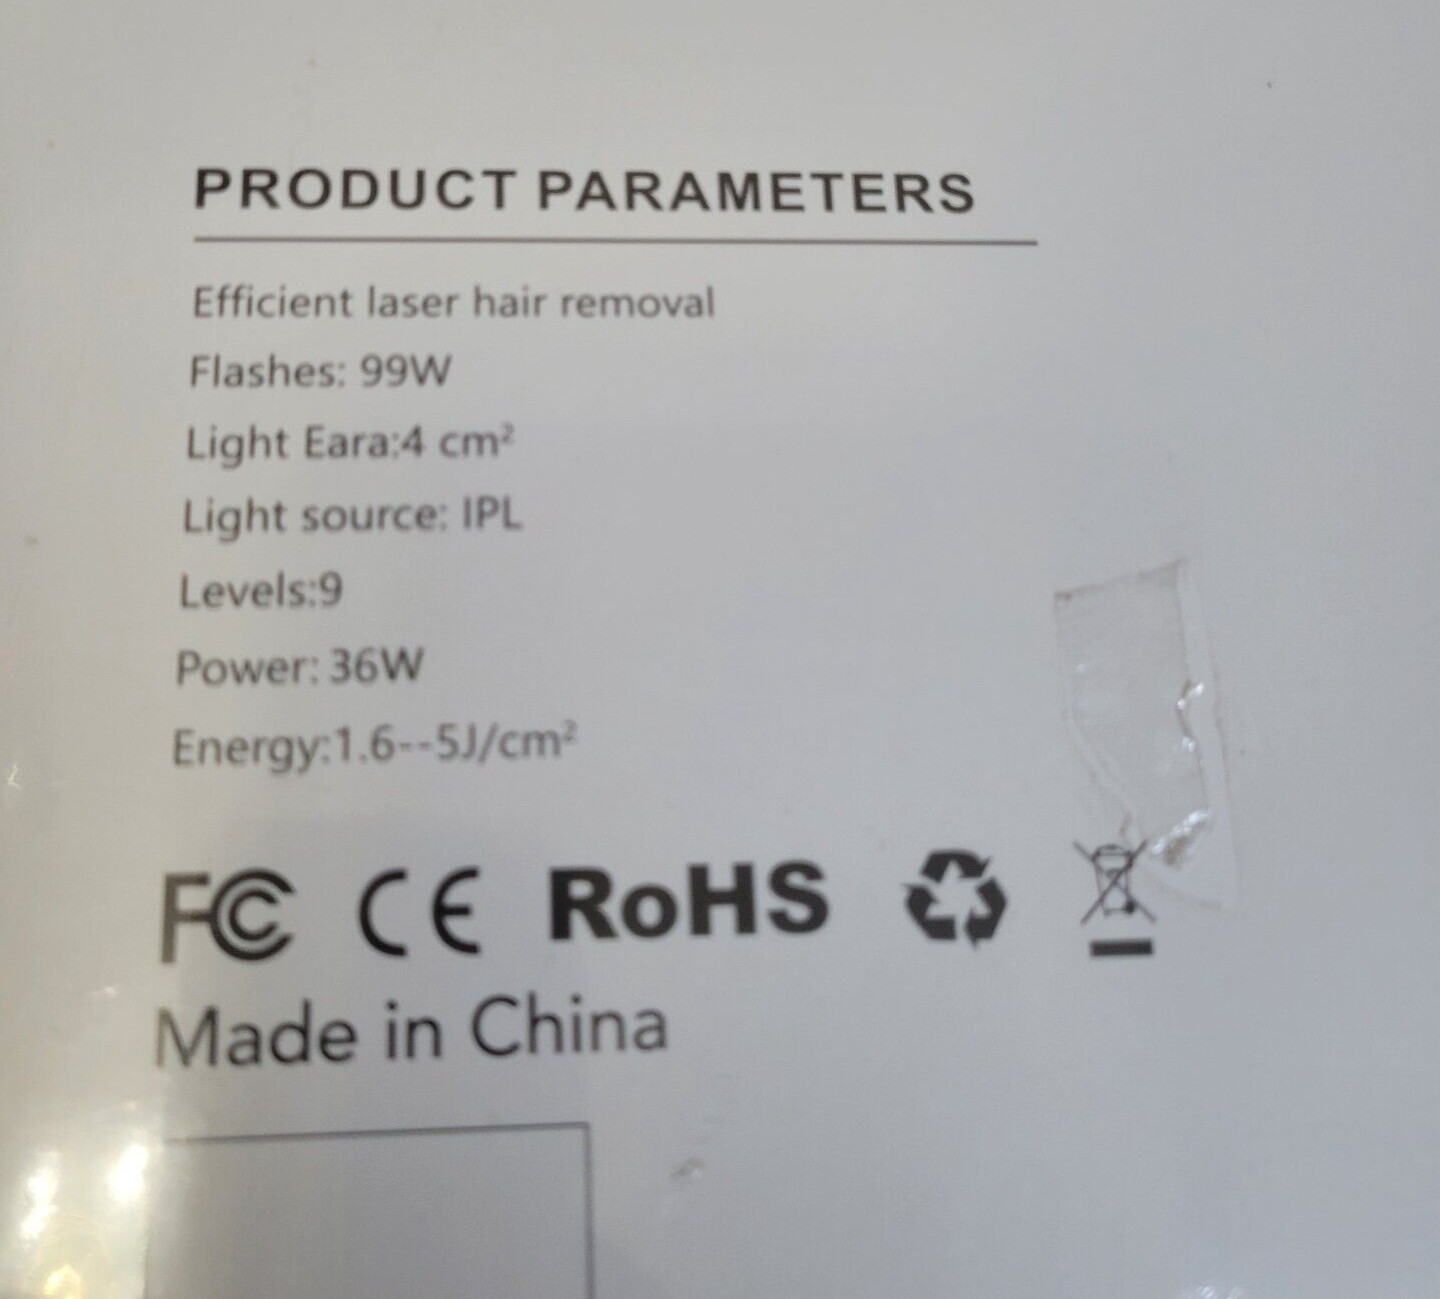 PRODUCT PARAMETERS
Efficient laser hair removal
Flashes: 99W
Light Eara:4 cm²
Light source: IPL
Levels:9
Power: 36W
Energy:1.6--5J/cm²
FC CE RoHS
Made in China